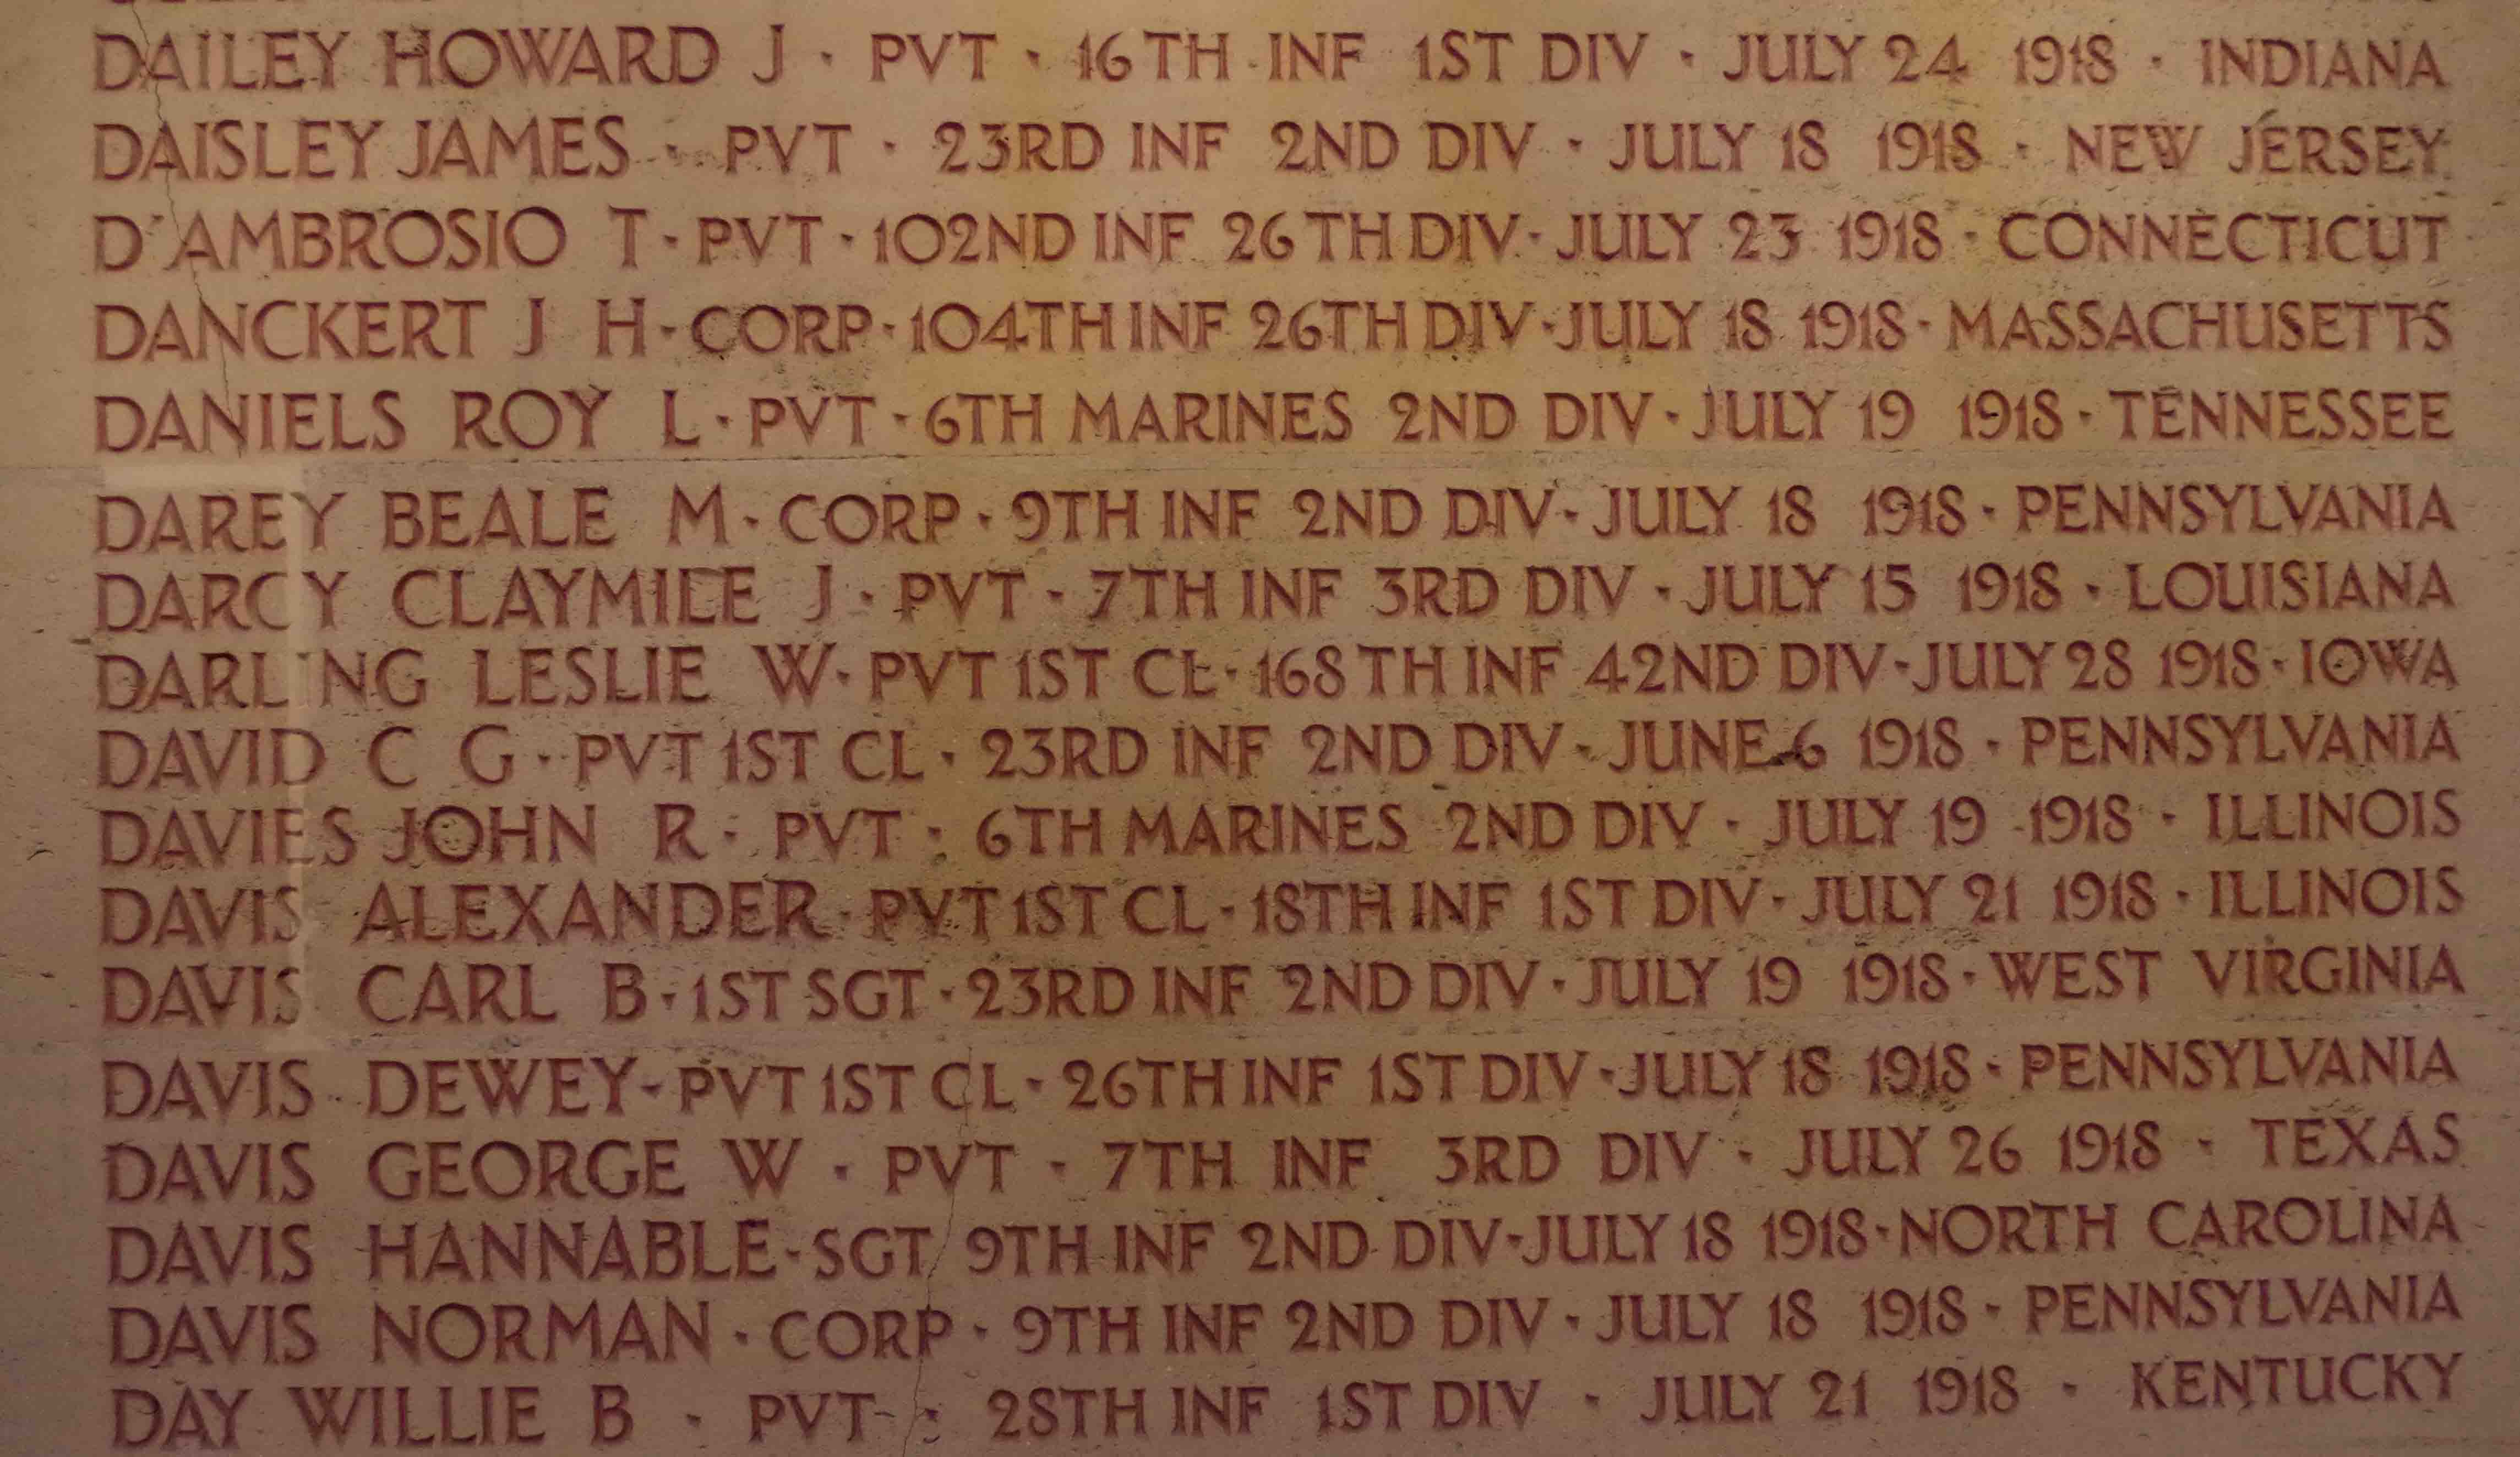 DAILEY HOWARD J · PVT · 16TH INF 1ST DIV · JULY 24 1918 · INDIANA
DAISLEY JAMES · PVT · 23RD INF 2ND DIV · JULY 18 1918 · NEW JERSEY
D'AMBROSIO T · PVT · 102ND INF 26TH DIV · JULY 23 1918 · CONNECTICUT
DANCKERT J H · CORP · 104TH INF 26TH DIV · JULY 18 1918 · MASSACHUSETTS
DANIELS ROY L · PVT · 6TH MARINES 2ND DIV · JULY 19 1918 · TENNESSEE
DAREY BEALE M · CORP · 9TH INF 2ND DIV · JULY 18 1918 · PENNSYLVANIA
DARCY CLAYMILE J · PVT · 7TH INF 3RD DIV · JULY 15 1918 · LOUISIANA
DARLING LESLIE W · PVT 1ST CL · 168TH INF 42ND DIV · JULY 28 1918 · IOWA
DAVID C G · PVT 1ST CL · 23RD INF 2ND DIV · JUNE 6 1918 · PENNSYLVANIA
DAVIES JOHN R · PVT · 6TH MARINES 2ND DIV · JULY 19 1918 · ILLINOIS
DAVIS ALEXANDER · PVT 1ST CL · 18TH INF 1ST DIV · JULY 21 1918 · ILLINOIS
DAVIS CARL B · 1ST SGT · 23RD INF 2ND DIV · JULY 19 1918 · WEST VIRGINIA
DAVIS DEWEY · PVT 1ST CL · 26TH INF 1ST DIV · JULY 18 1918 · PENNSYLVANIA
DAVIS GEORGE W · PVT · 7TH INF 3RD DIV · JULY 26 1918 · TEXAS
DAVIS HANNABLE · SGT 9TH INF 2ND DIV · JULY 18 1918 · NORTH CAROLINA
DAVIS NORMAN · CORP · 9TH INF 2ND DIV · JULY 18 1918 · PENNSYLVANIA
DAY WILLIE B · PVT · 28TH INF 1ST DIV · JULY 21 1918 · KENTUCKY